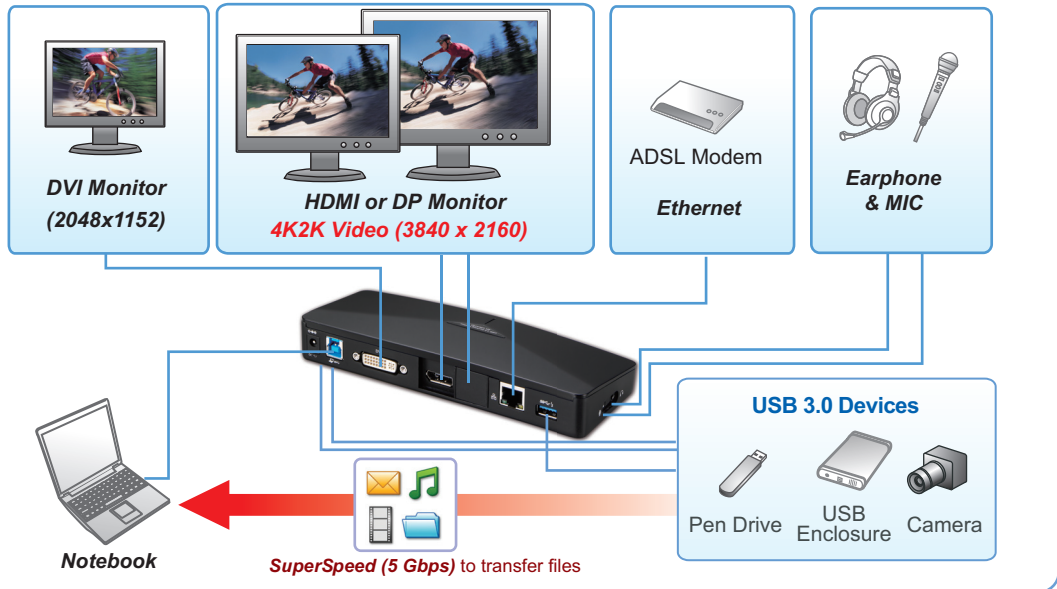 DVI Monitor
(2048x1152)
HDMI or DP Monitor
4K2K Video (3840 x 2160)
ADSL Modem
Ethernet
Earphone
& MIC
USB 3.0 Devices
Pen Drive
USB
Enclosure
Camera
Notebook
SuperSpeed (5 Gbps) to transfer files